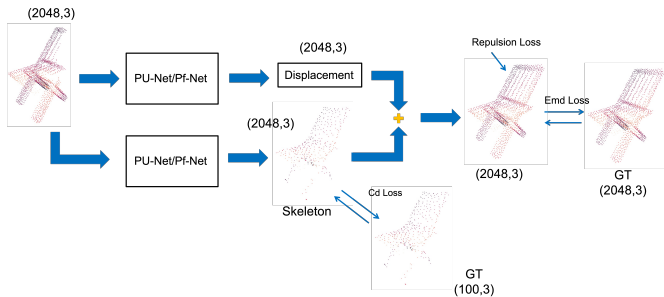 (2048,3)
PU-Net/Pf-Net
(2048,3)
Displacement
Repulsion Loss
Emd Loss
(2048,3)
PU-Net/Pf-Net
Skeleton
Cd Loss
(2048,3)
GT
(2048,3)
GT
(100,3)